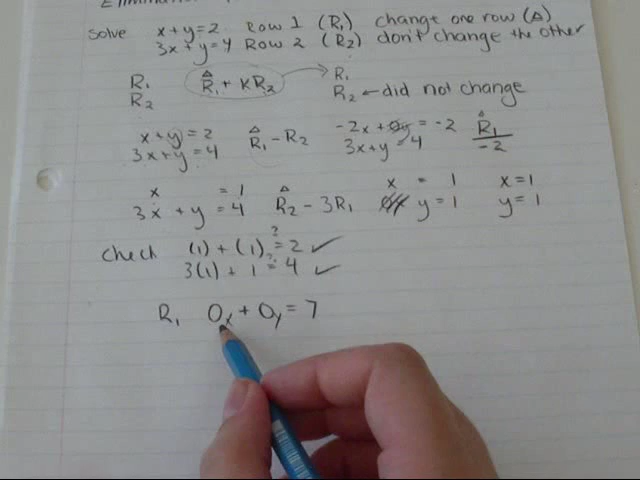 Elimination
Solve x + y = 2 Row 1 (R₁) change one row (Δ)
3x + y = 4 Row 2 (R₂) don't change the other
R₁ R̂₁ + KR₂ R₁
R₂ R₂ ← did not change
x + y = 2 R̂₁ - R₂ -2x + 0y = -2 R̂₁/-2
3x + y = 4 3x + y = 4
x = 1 R̂₂ - 3R₁ x = 1 x = 1
3x + y = 4 y = 1 y = 1
Check (1) + (1) ?= 2 ✓
3(1) + 1 ?= 4 ✓
R₁ 0x + 0y = 7